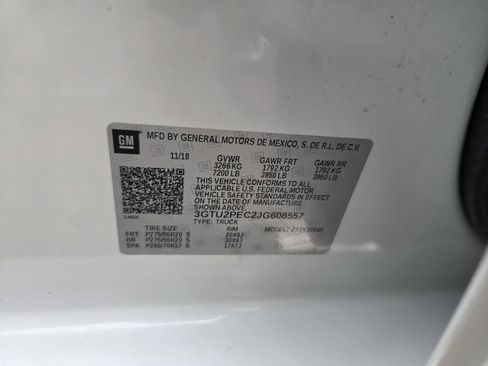 GM
MFD BY GENERAL MOTORS DE MEXICO, S. DE R.L. DE C.V.
11/18 GVWR GAWR FRT GAWR RR
3266 KG 1792 KG 1792 KG
7200 LB 3950 LB 3950 LB
THIS VEHICLE CONFORMS TO ALL
APPLICABLE U.S. FEDERAL MOTOR
VEHICLE SAFETY STANDARDS IN
EFFECT ON THE DATE OF
MANUFACTURE SHOWN ABOVE.
3GTU2PEC2JG608557
TYPE: TRUCK
TIRE SIZE RIM MODEL:
FRT P275/55R20 S 20X9J
RR P275/55R20 S 20X9J
SPA P265/70R17 S 17X7J